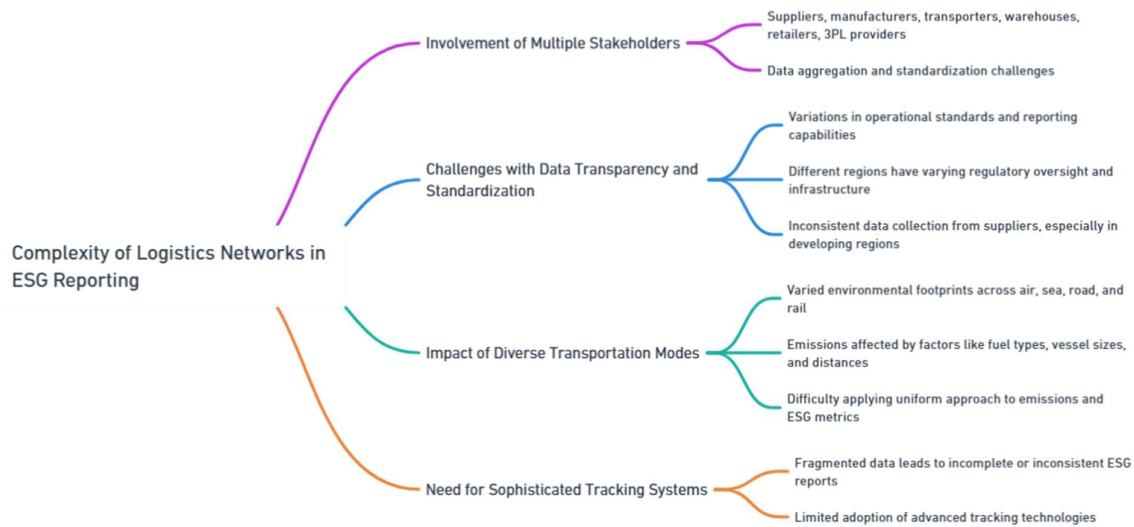 Complexity of Logistics Networks in
ESG Reporting
Involvement of Multiple Stakeholders
Suppliers, manufacturers, transporters, warehouses,
retailers, 3PL providers
Data aggregation and standardization challenges
Challenges with Data Transparency and
Standardization
Variations in operational standards and reporting
capabilities
Different regions have varying regulatory oversight and
infrastructure
Inconsistent data collection from suppliers, especially in
developing regions
Impact of Diverse Transportation Modes
Varied environmental footprints across air, sea, road, and
rail
Emissions affected by factors like fuel types, vessel sizes,
and distances
Difficulty applying uniform approach to emissions and
ESG metrics
Need for Sophisticated Tracking Systems
Fragmented data leads to incomplete or inconsistent ESG
reports
Limited adoption of advanced tracking technologies